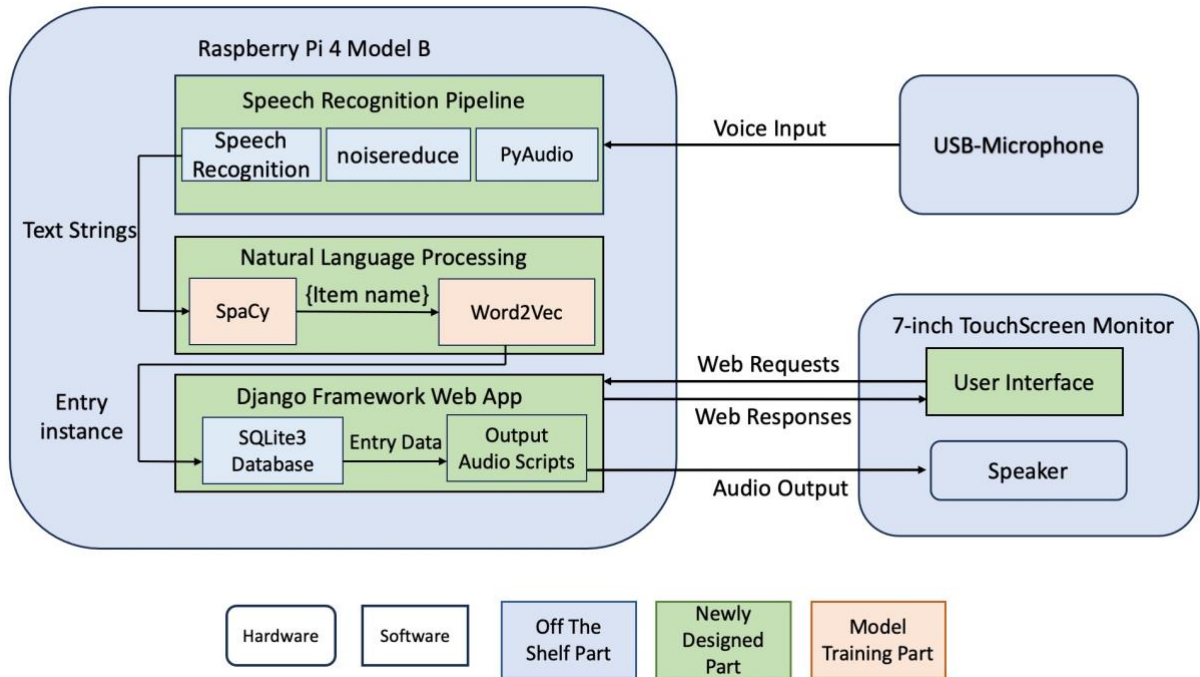 Raspberry Pi 4 Model B
Speech Recognition Pipeline
Speech
Recognition
noisereduce
PyAudio
Voice Input
USB-Microphone
Text Strings
Natural Language Processing
SpaCy
{Item name}
Word2Vec
7-inch TouchScreen Monitor
Web Requests
User Interface
Web Responses
Entry
instance
Django Framework Web App
SQLite3
Database
Entry Data
Output
Audio Scripts
Audio Output
Speaker
Hardware
Software
Off The
Shelf Part
Newly
Designed
Part
Model
Training Part